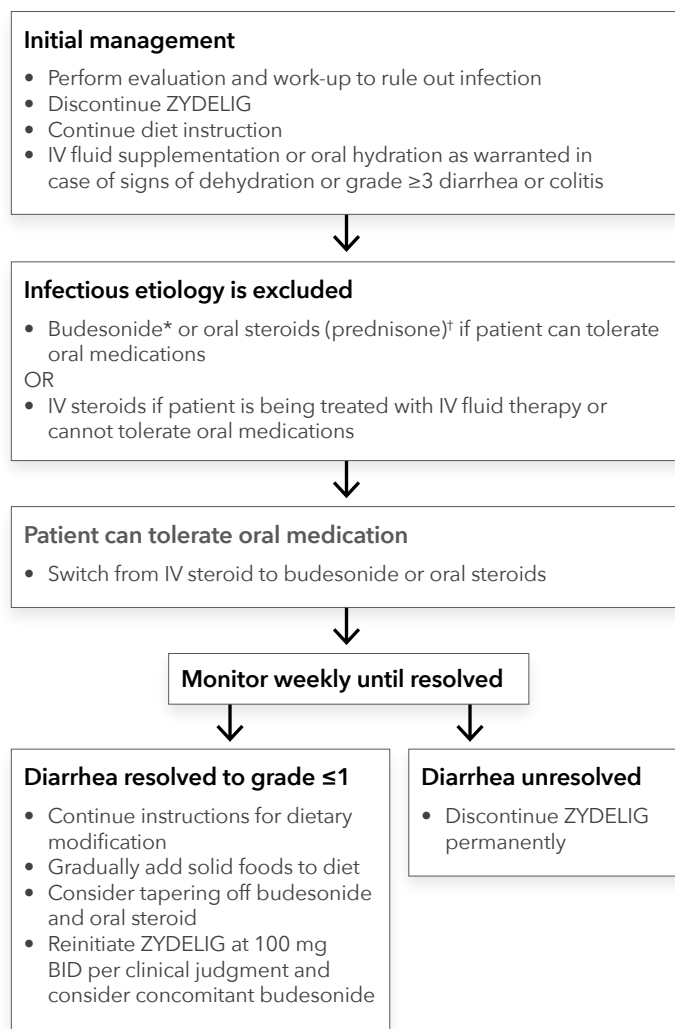 Initial management
• Perform evaluation and work-up to rule out infection
• Discontinue ZYDELIG
• Continue diet instruction
• IV fluid supplementation or oral hydration as warranted in
case of signs of dehydration or grade ≥3 diarrhea or colitis
Infectious etiology is excluded
• Budesonide* or oral steroids (prednisone)† if patient can tolerate
oral medications
OR
• IV steroids if patient is being treated with IV fluid therapy or
cannot tolerate oral medications
Patient can tolerate oral medication
• Switch from IV steroid to budesonide or oral steroids
Monitor weekly until resolved
Diarrhea resolved to grade ≤1
• Continue instructions for dietary
modification
• Gradually add solid foods to diet
• Consider tapering off budesonide
and oral steroid
• Reinitiate ZYDELIG at 100 mg
BID per clinical judgment and
consider concomitant budesonide
Diarrhea unresolved
• Discontinue ZYDELIG
permanently